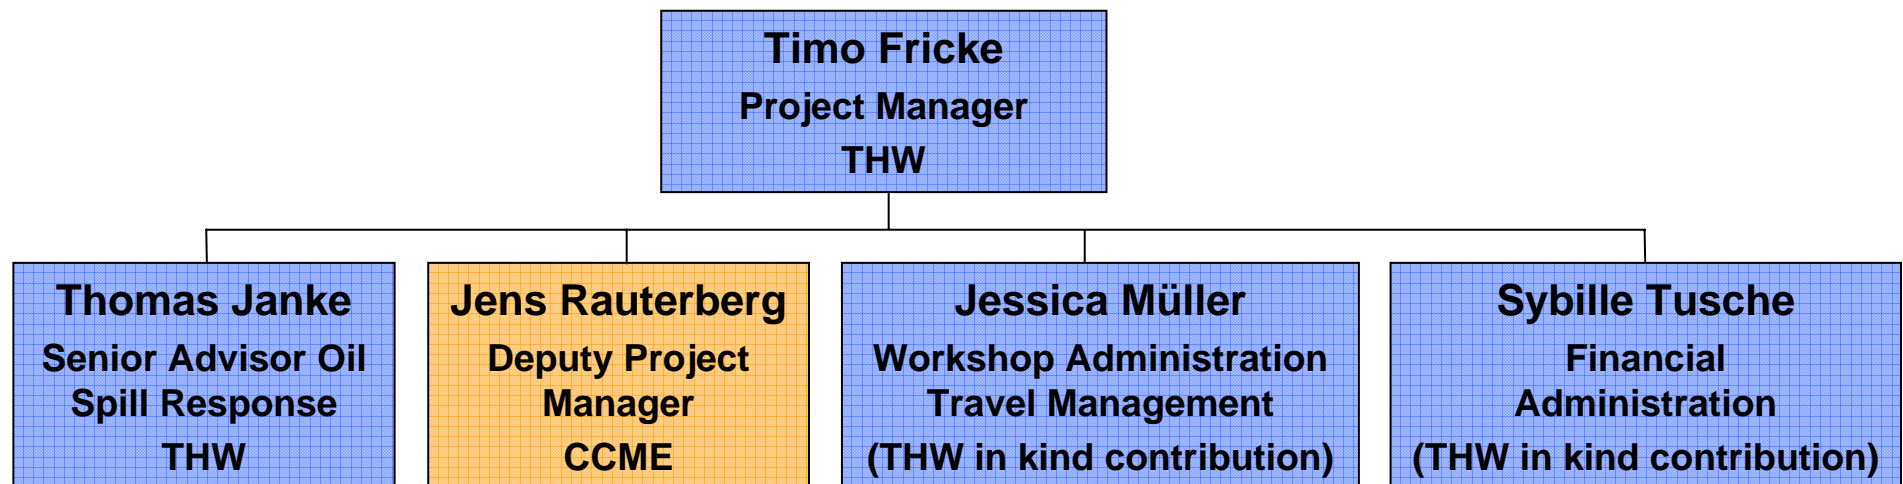 Timo Fricke
Project Manager
THW
Thomas Janke
Senior Advisor Oil
Spill Response
THW
Jens Rauterberg
Deputy Project
Manager
CCME
Jessica Müller
Workshop Administration
Travel Management
(THW in kind contribution)
Sybille Tusche
Financial
Administration
(THW in kind contribution)